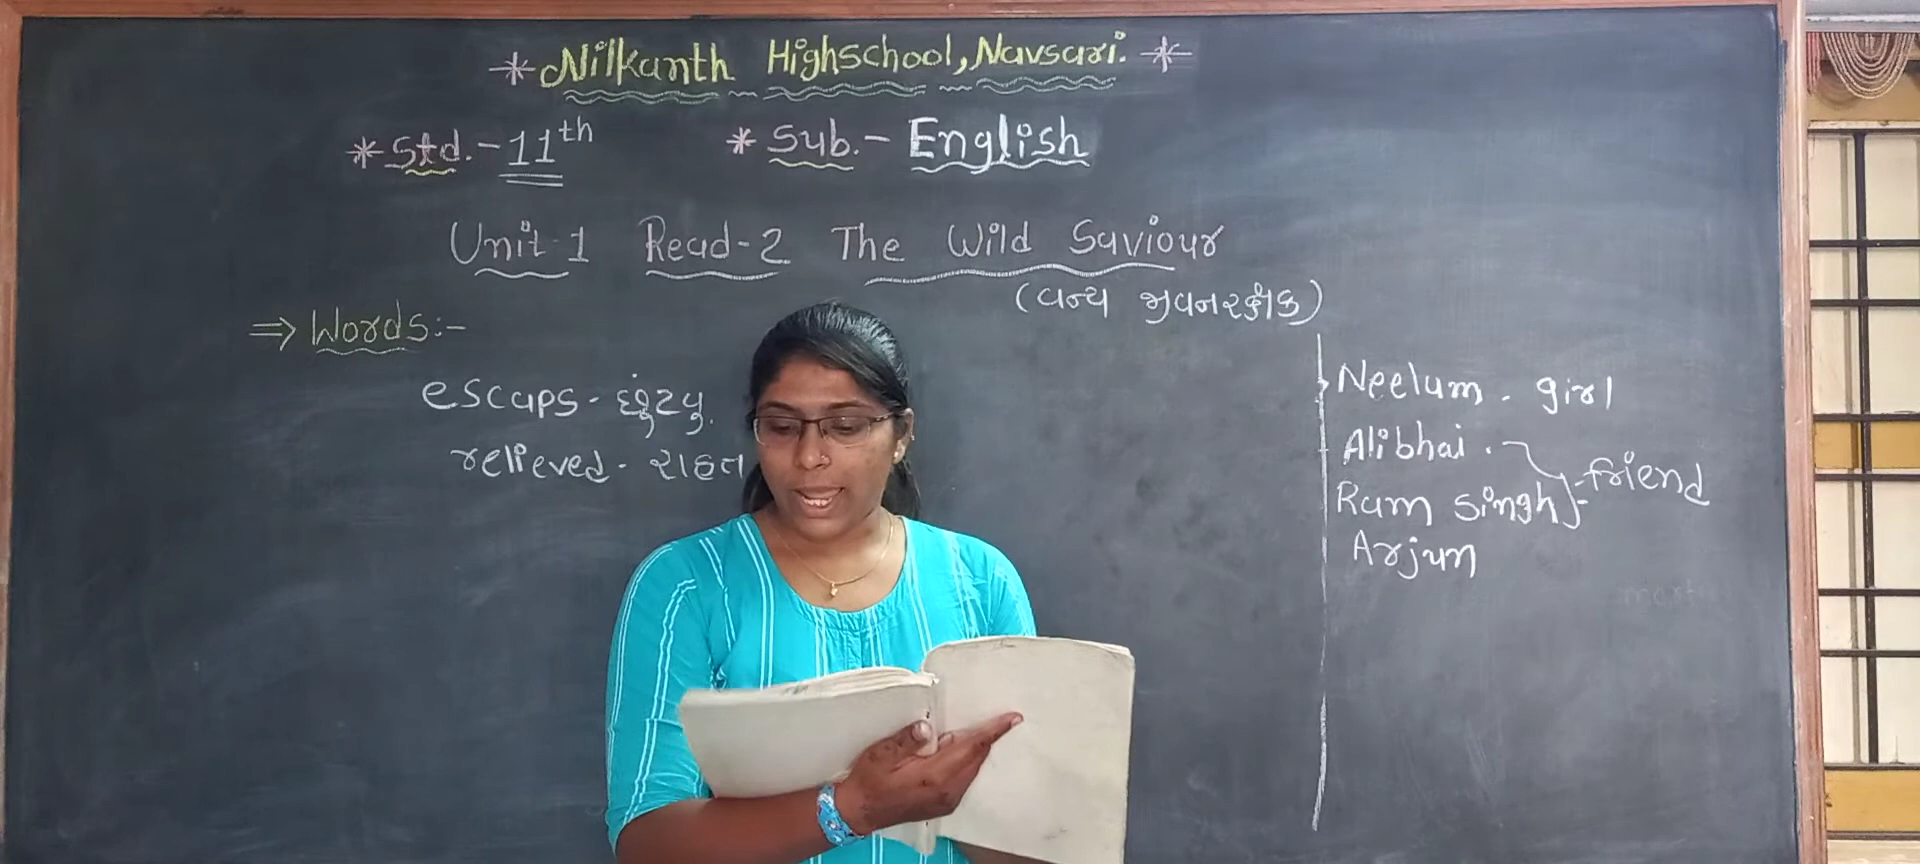 * Nilkanth Highschool, Navsari. *
* Std. - 11th * Sub. - English
Unit-1 Read-2 The Wild Saviour
(વન્ય જીવનરક્ષક)
⇒ Words:-
escaps - છુંટવુ.
relieved - રાહત
Neelum - girl
Alibhai -
Ram Singh - friend
Arjun